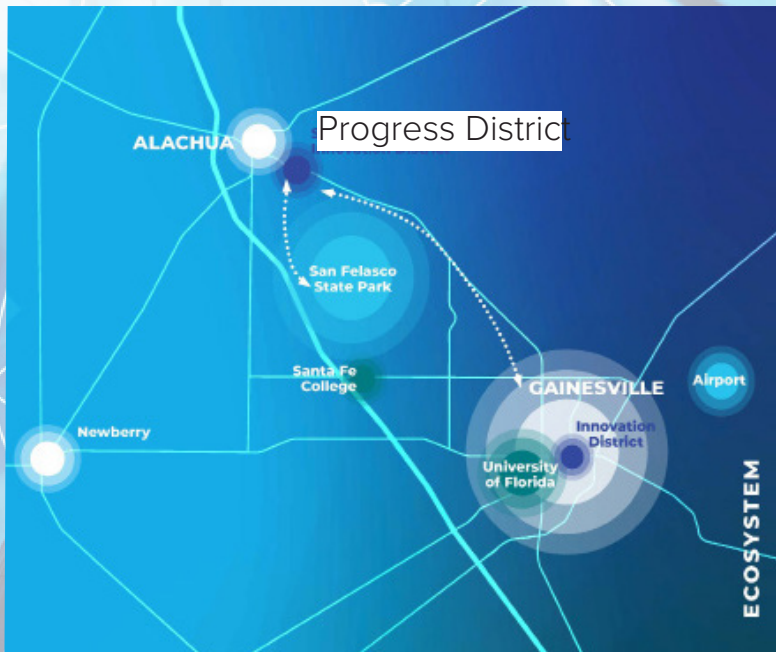 Progress District
ALACHUA
San Felasco
State Park
Santa Fe
College
GAINESVILLE
Airport
Newberry
Innovation
District
University
of Florida
ECOSYSTEM